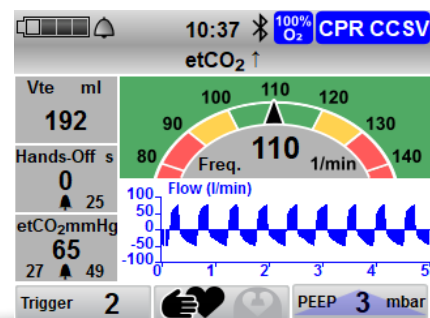 10:37 100% O₂ CPR CCSV
etCO₂ ↑
Vte ml
192
Hands-Off s
0
25
etCO₂mmHg
65
27 49
80 90 100 110 120 130 140
Freq. 110 1/min
Flow (l/min)
100
50
0
-50
-100
0 1' 2' 3' 4' 5
Trigger 2
PEEP 3 mbar